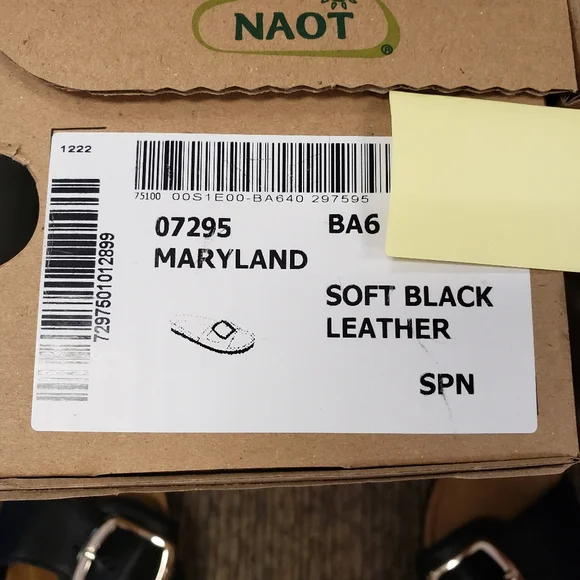 NAOT
®
1222
75100 00S1E00-BA640 297595
07295 BA6
MARYLAND
7297501012899
SOFT BLACK
LEATHER
SPN